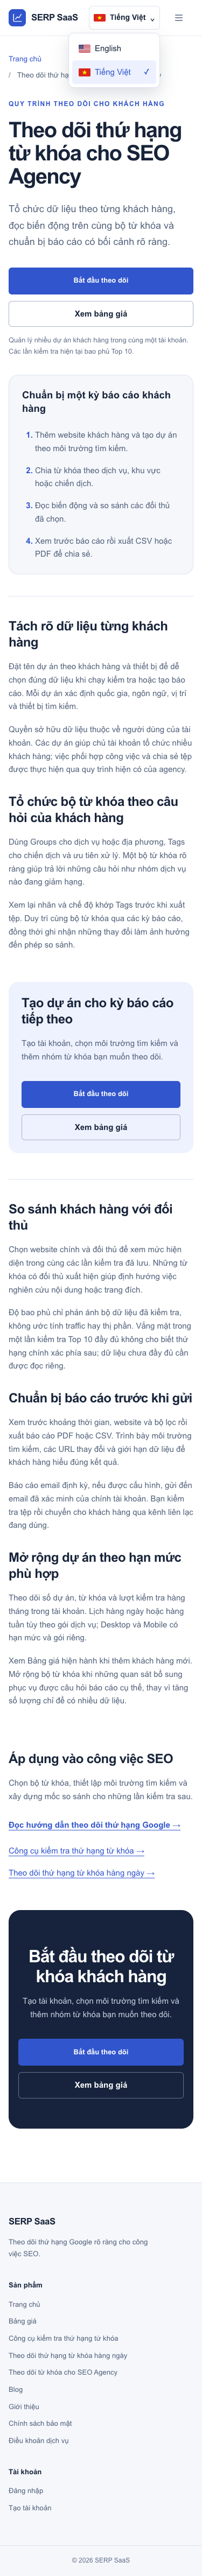 SERP SaaS
Tiếng Việt
English
Tiếng Việt ✓
Trang chủ
/ Theo dõi thứ hạng
QUY TRÌNH THEO DÕI CHO KHÁCH HÀNG
Theo dõi thứ hạng
từ khóa cho SEO
Agency
Tổ chức dữ liệu theo từng khách hàng,
đọc biến động trên cùng bộ từ khóa và
chuẩn bị báo cáo có bối cảnh rõ ràng.
Bắt đầu theo dõi
Xem bảng giá
Quản lý nhiều dự án khách hàng trong cùng một tài khoản.
Các lần kiểm tra hiện tại bao phủ Top 10.
Chuẩn bị một kỳ báo cáo khách
hàng
1. Thêm website khách hàng và tạo dự án
theo môi trường tìm kiếm.
2. Chia từ khóa theo dịch vụ, khu vực
hoặc chiến dịch.
3. Đọc biến động và so sánh các đối thủ
đã chọn.
4. Xem trước báo cáo rồi xuất CSV hoặc
PDF để chia sẻ.
Tách rõ dữ liệu từng khách
hàng
Đặt tên dự án theo khách hàng và thiết bị để dễ
chọn đúng dữ liệu khi chạy kiểm tra hoặc tạo báo
cáo. Mỗi dự án xác định quốc gia, ngôn ngữ, vị trí
và thiết bị tìm kiếm.
Quyền sở hữu dữ liệu thuộc về người dùng của tài
khoản. Các dự án giúp chủ tài khoản tổ chức nhiều
khách hàng; việc phối hợp công việc và chia sẻ tệp
được thực hiện qua quy trình hiện có của agency.
Tổ chức bộ từ khóa theo câu
hỏi của khách hàng
Dùng Groups cho dịch vụ hoặc địa phương, Tags
cho chiến dịch và ưu tiên xử lý. Một bộ từ khóa rõ
ràng giúp trả lời những câu hỏi như nhóm dịch vụ
nào đang giảm hạng.
Xem lại nhãn và chế độ khớp Tags trước khi xuất
tệp. Duy trì cùng bộ từ khóa qua các kỳ báo cáo,
đồng thời ghi nhận những thay đổi làm ảnh hưởng
đến phép so sánh.
Tạo dự án cho kỳ báo cáo
tiếp theo
Tạo tài khoản, chọn môi trường tìm kiếm và
thêm nhóm từ khóa bạn muốn theo dõi.
Bắt đầu theo dõi
Xem bảng giá
So sánh khách hàng với đối
thủ
Chọn website chính và đối thủ để xem mức hiện
diện trong cùng các lần kiểm tra đã lưu. Những từ
khóa có đối thủ xuất hiện giúp định hướng việc
nghiên cứu nội dung hoặc trang đích.
Độ bao phủ chỉ phản ánh bộ dữ liệu đã kiểm tra,
không ước tính traffic hay thị phần. Vắng mặt trong
một lần kiểm tra Top 10 đầy đủ không cho biết thứ
hạng chính xác phía sau; dữ liệu chưa đầy đủ cần
được đọc riêng.
Chuẩn bị báo cáo trước khi gửi
Xem trước khoảng thời gian, website và bộ lọc rồi
xuất báo cáo PDF hoặc CSV. Trình bày môi trường
tìm kiếm, các URL thay đổi và giới hạn dữ liệu để
khách hàng hiểu đúng kết quả.
Báo cáo email định kỳ, nếu được cấu hình, gửi đến
email đã xác minh của chính tài khoản. Bạn kiểm
tra tệp rồi chuyển cho khách hàng qua kênh liên lạc
đang dùng.
Mở rộng dự án theo hạn mức
phù hợp
Theo dõi số dự án, từ khóa và lượt kiểm tra hàng
tháng trong tài khoản. Lịch hàng ngày hoặc hàng
tuần tùy theo gói dịch vụ; Desktop và Mobile có
hạn mức và gói riêng.
Xem Bảng giá hiện hành khi thêm khách hàng mới.
Mở rộng bộ từ khóa khi những quan sát bổ sung
phục vụ được câu hỏi báo cáo cụ thể, thay vì tăng
số lượng chỉ để có nhiều dữ liệu.
Áp dụng vào công việc SEO
Chọn bộ từ khóa, thiết lập môi trường tìm kiếm và
xây dựng mốc so sánh cho những lần kiểm tra sau.
Đọc hướng dẫn theo dõi thứ hạng Google →
Công cụ kiểm tra thứ hạng từ khóa →
Theo dõi thứ hạng từ khóa hàng ngày →
Bắt đầu theo dõi từ
khóa khách hàng
Tạo tài khoản, chọn môi trường tìm kiếm và
thêm nhóm từ khóa bạn muốn theo dõi.
Bắt đầu theo dõi
Xem bảng giá
SERP SaaS
Theo dõi thứ hạng Google rõ ràng cho công
việc SEO.
Sản phẩm
Trang chủ
Bảng giá
Công cụ kiểm tra thứ hạng từ khóa
Theo dõi thứ hạng từ khóa hàng ngày
Theo dõi từ khóa cho SEO Agency
Blog
Giới thiệu
Chính sách bảo mật
Điều khoản dịch vụ
Tài khoản
Đăng nhập
Tạo tài khoản
© 2026 SERP SaaS